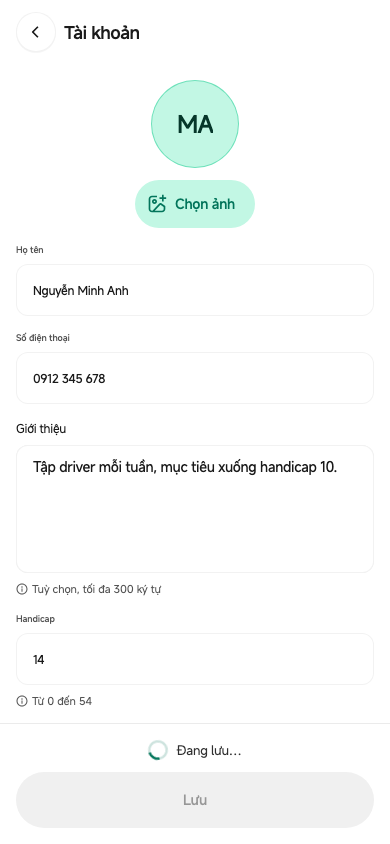 Tài khoản
MA
Chọn ảnh
Họ tên
Nguyễn Minh Anh
Số điện thoại
0912 345 678
Giới thiệu
Tập driver mỗi tuần, mục tiêu xuống handicap 10.
Tuỳ chọn, tối đa 300 ký tự
Handicap
14
Từ 0 đến 54
Đang lưu...
Lưu